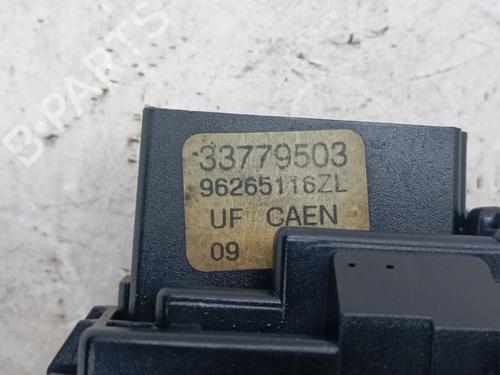 33779503
96265116ZL
UF CAEN
09
B-PARTS